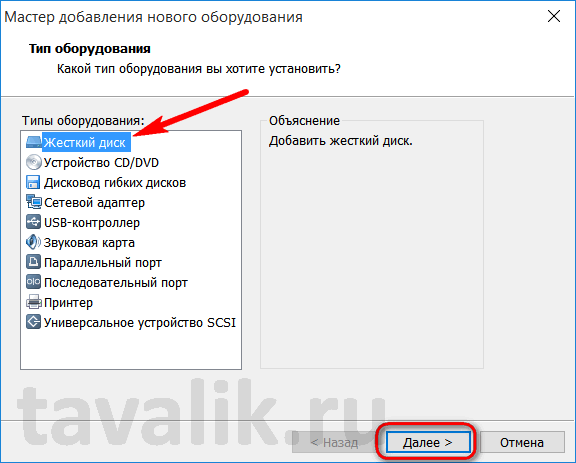 Мастер добавления нового оборудования
Тип оборудования
Какой тип оборудования вы хотите установить?
Типы оборудования:
Жесткий диск
Устройство CD/DVD
Дисковод гибких дисков
Сетевой адаптер
USB-контроллер
Звуковая карта
Параллельный порт
Последовательный порт
Принтер
Универсальное устройство SCSI
Объяснение
Добавить жесткий диск.
tavalik.ru
< Назад
Далее >
Отмена